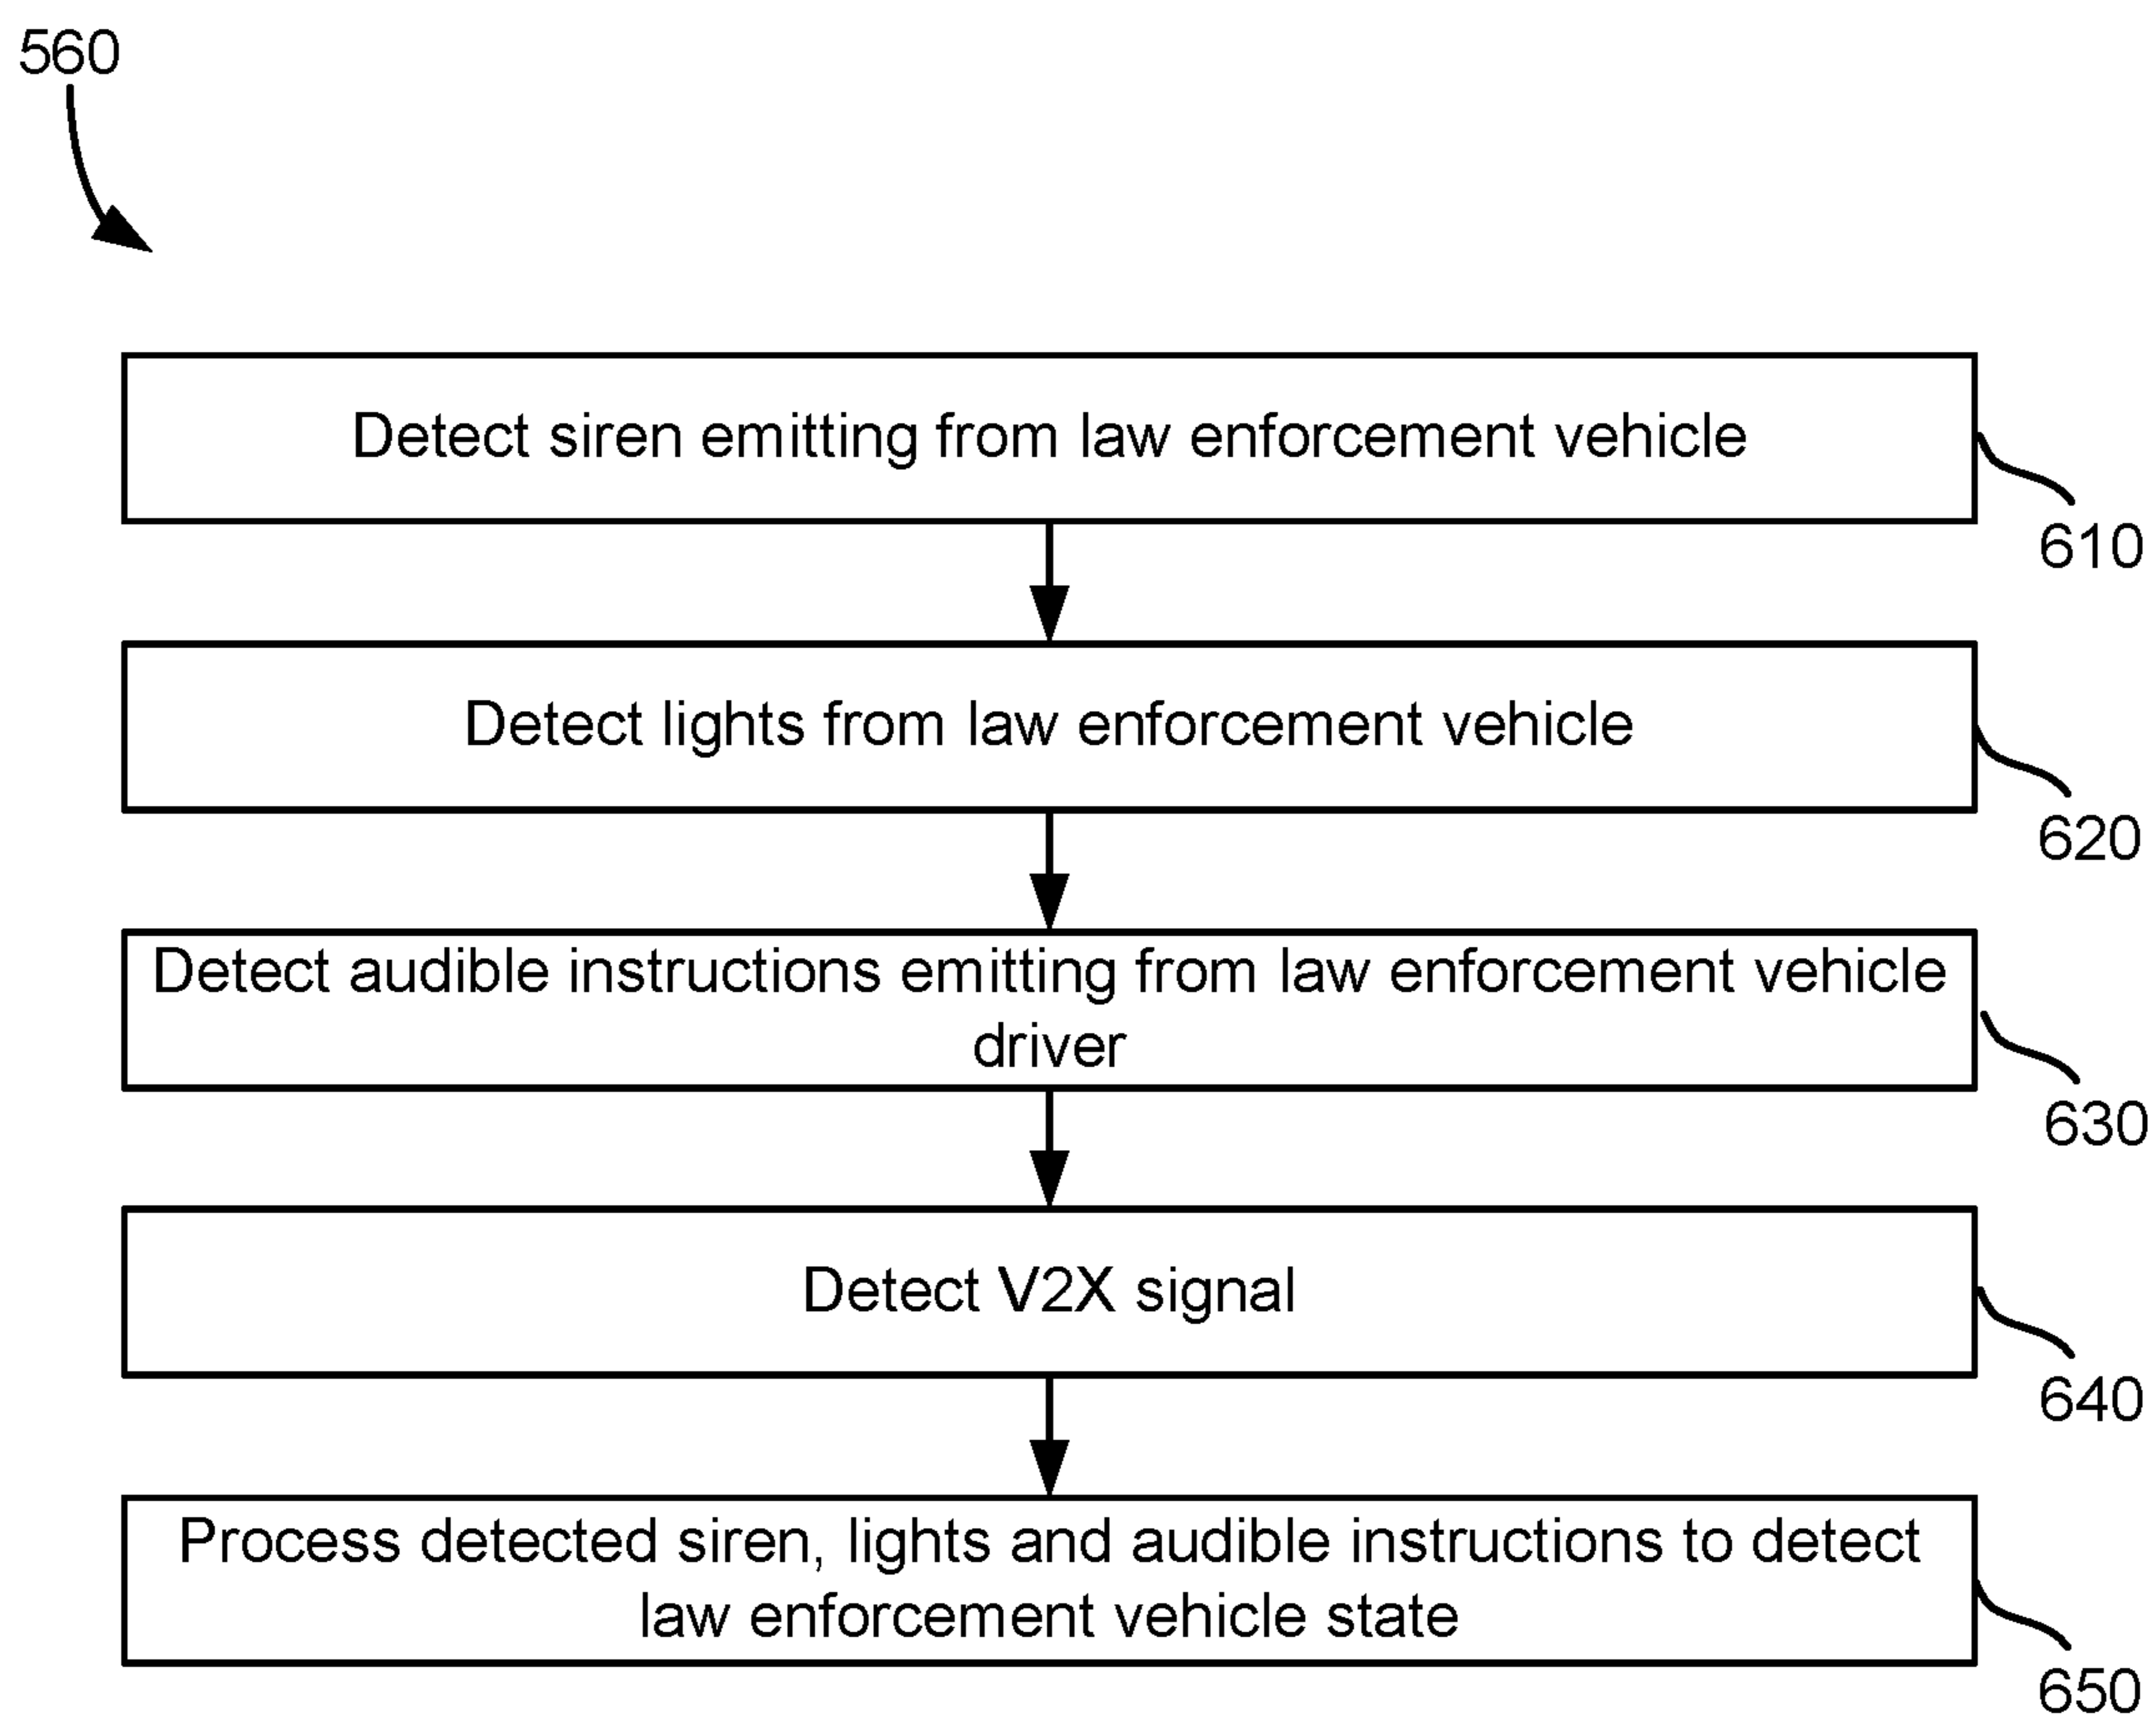 560
Detect siren emitting from law enforcement vehicle
610
Detect lights from law enforcement vehicle
620
Detect audible instructions emitting from law enforcement vehicle
driver
630
Detect V2X signal
640
Process detected siren, lights and audible instructions to detect
law enforcement vehicle state
650